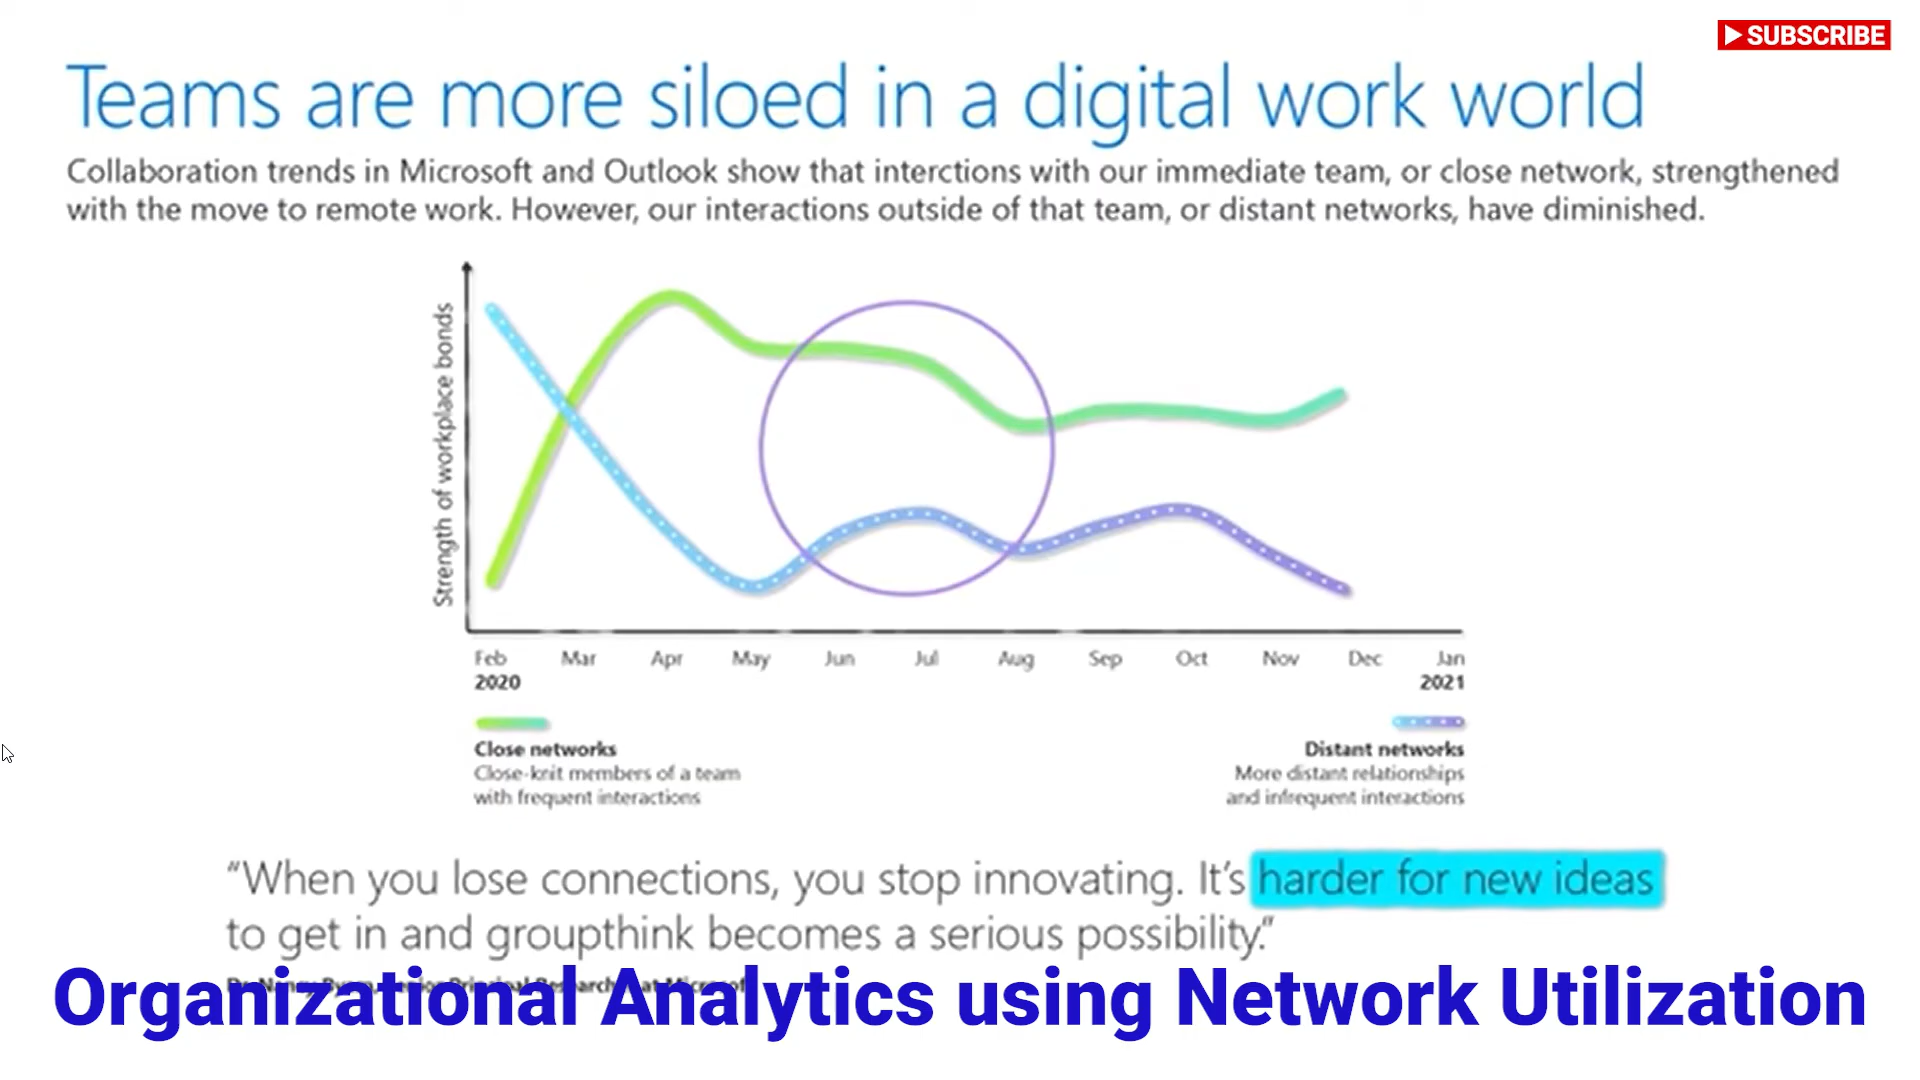 SUBSCRIBE
Teams are more siloed in a digital work world
Collaboration trends in Microsoft and Outlook show that interctions with our immediate team, or close network, strengthened
with the move to remote work. However, our interactions outside of that team, or distant networks, have diminished.
Strength of workplace bonds
Feb Mar Apr May Jun Jul Aug Sep Oct Nov Dec Jan
2020 2021
Close networks
Close-knit members of a team
with frequent interactions
Distant networks
More distant relationships
and infrequent interactions
“When you lose connections, you stop innovating. It’s harder for new ideas
to get in and groupthink becomes a serious possibility.”
Organizational Analytics using Network Utilization